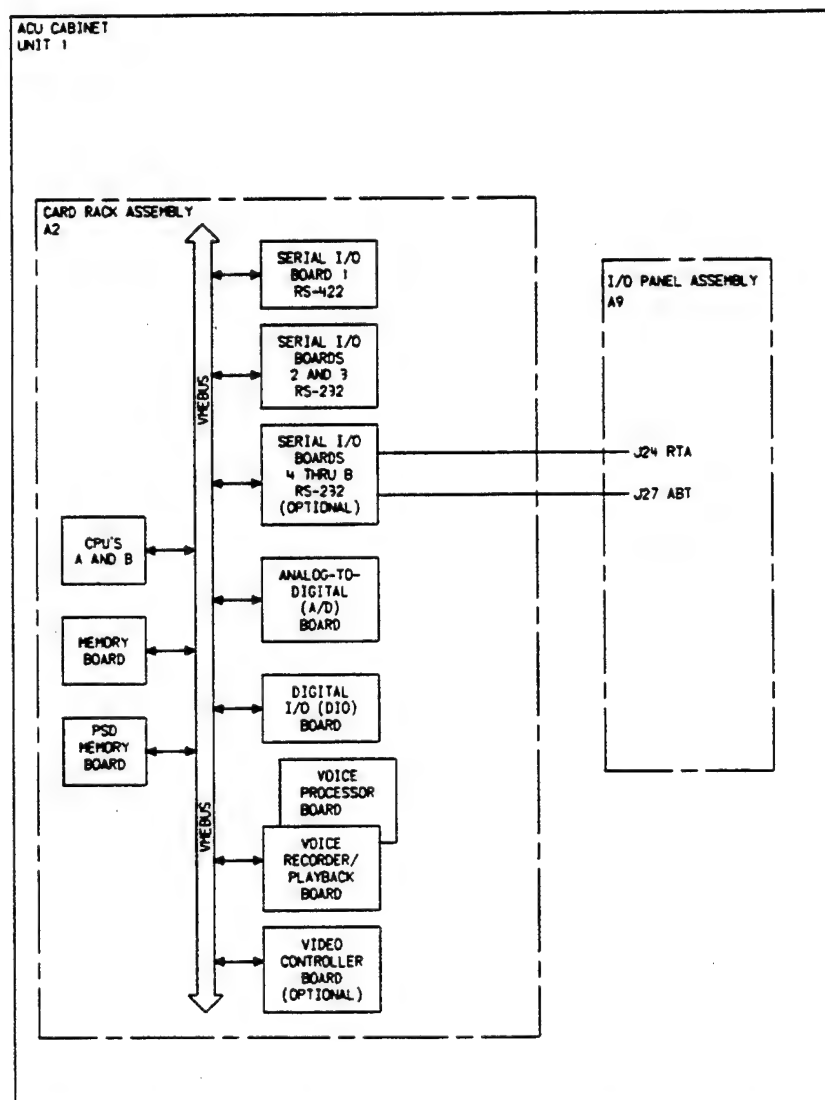 ACU CABINET
UNIT 1
CARD RACK ASSEMBLY
A2
VMEBUS
SERIAL I/O
BOARD 1
RS-422
SERIAL I/O
BOARDS
2 AND 3
RS-232
SERIAL I/O
BOARDS
4 THRU 8
RS-232
(OPTIONAL)
I/O PANEL ASSEMBLY
A9
J24 RTA
J27 ABT
CPU'S
A AND B
MEMORY
BOARD
PSD
MEMORY
BOARD
ANALOG-TO-
DIGITAL
(A/D)
BOARD
DIGITAL
I/O (DIO)
BOARD
VOICE
PROCESSOR
BOARD
VMEBUS
VOICE
RECORDER/
PLAYBACK
BOARD
VIDEO
CONTROLLER
BOARD
(OPTIONAL)